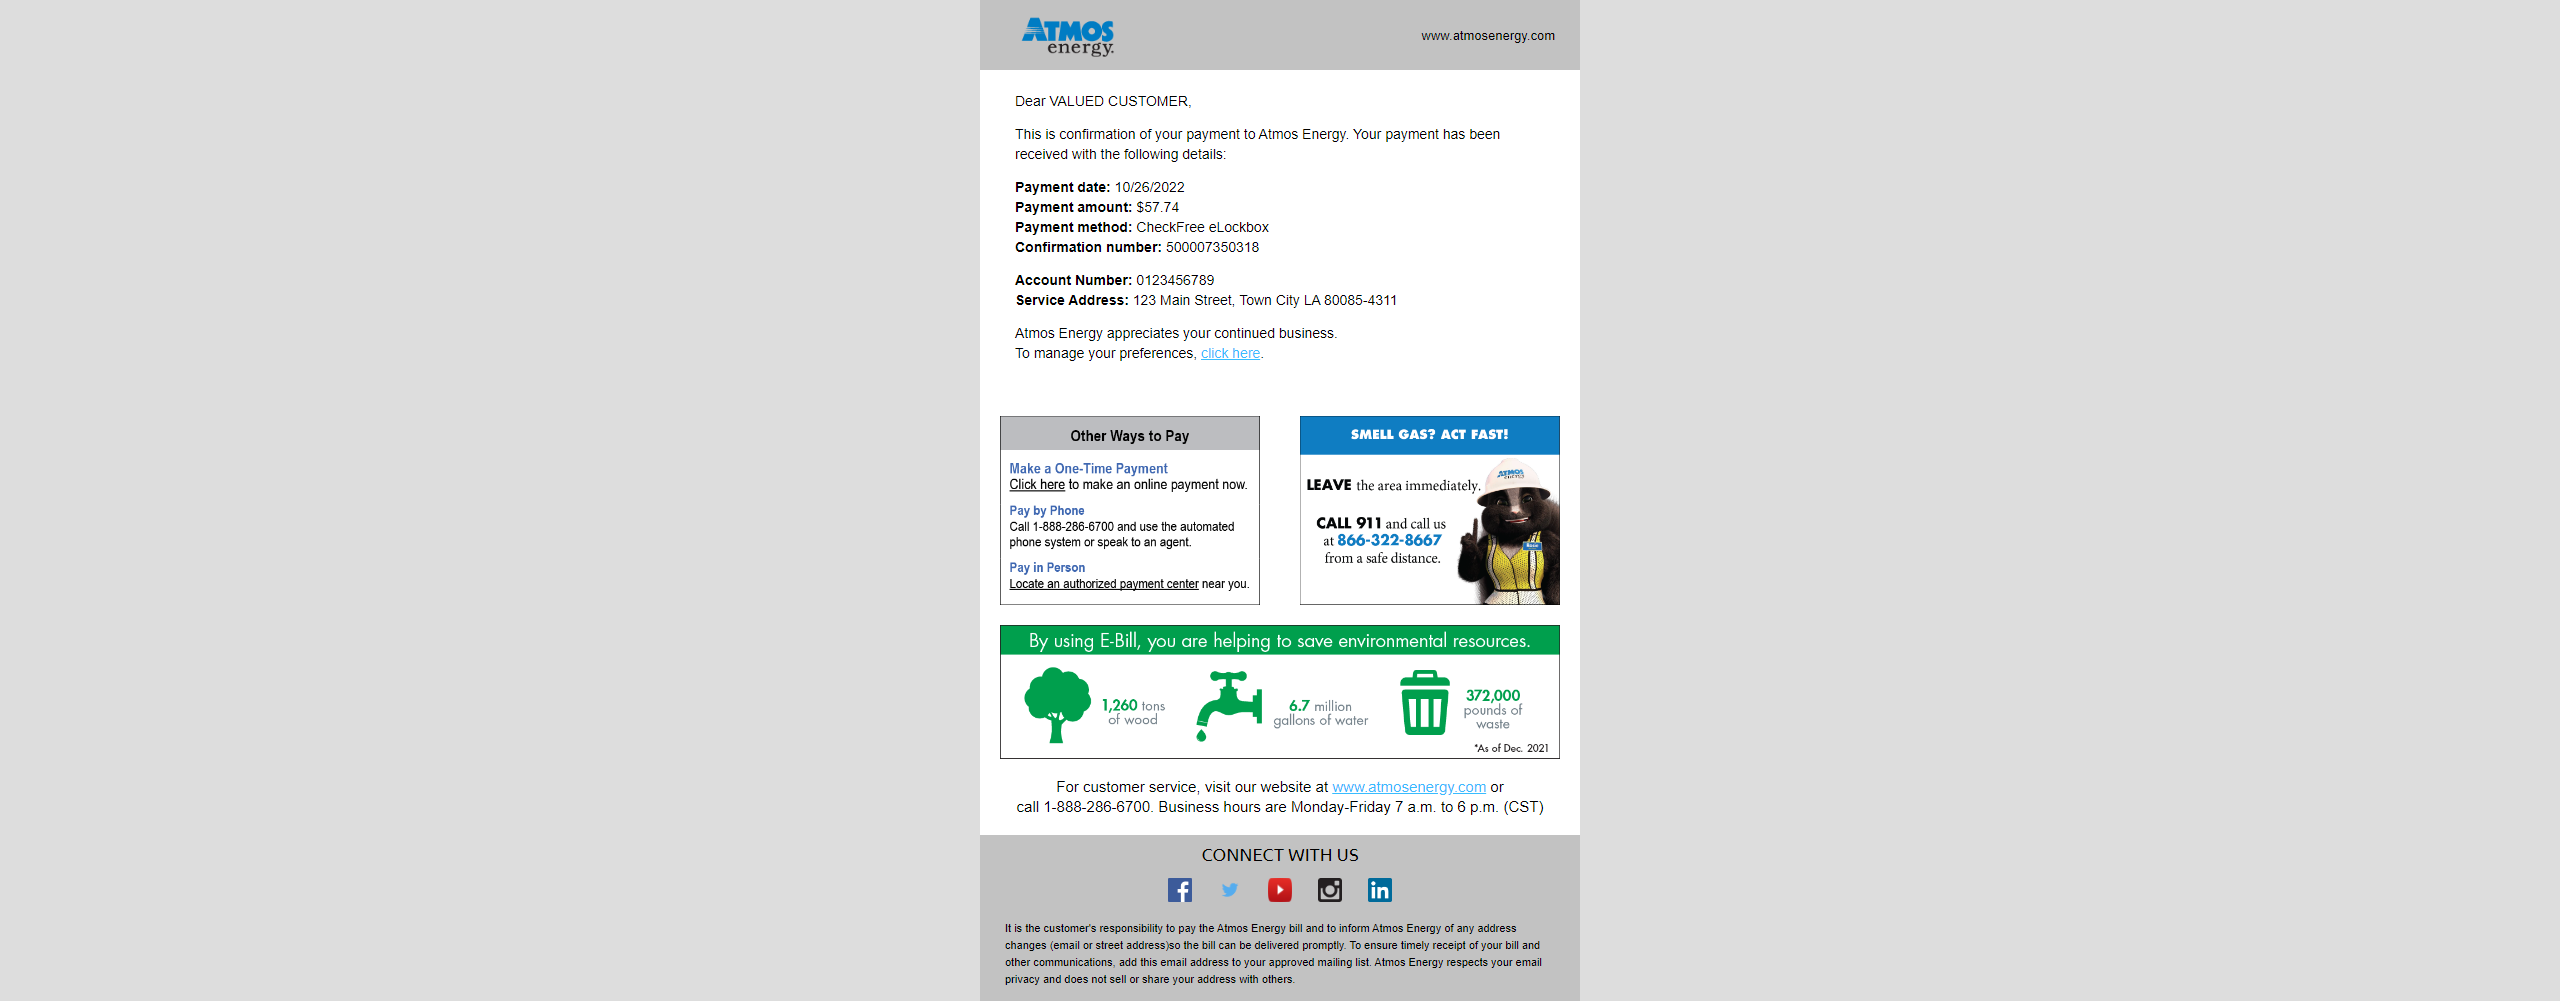 ATMOS
energy.
www.atmosenergy.com
Dear VALUED CUSTOMER,
This is confirmation of your payment to Atmos Energy. Your payment has been
received with the following details:
Payment date: 10/26/2022
Payment amount: $57.74
Payment method: CheckFree eLockbox
Confirmation number: 500007350318
Account Number: 0123456789
Service Address: 123 Main Street, Town City LA 80085-4311
Atmos Energy appreciates your continued business.
To manage your preferences, click here.
Other Ways to Pay
Make a One-Time Payment
Click here to make an online payment now.
Pay by Phone
Call 1-888-286-6700 and use the automated
phone system or speak to an agent.
Pay in Person
Locate an authorized payment center near you.
SMELL GAS? ACT FAST!
ATMOS
energy
LEAVE the area immediately.
CALL 911 and call us
at 866-322-8667
from a safe distance.
By using E-Bill, you are helping to save environmental resources.
1,260 tons
of wood
6.7 million
gallons of water
372,000
pounds of
waste
*As of Dec. 2021
For customer service, visit our website at www.atmosenergy.com or
call 1-888-286-6700. Business hours are Monday-Friday 7 a.m. to 6 p.m. (CST)
CONNECT WITH US
It is the customer's responsibility to pay the Atmos Energy bill and to inform Atmos Energy of any address
changes (email or street address)so the bill can be delivered promptly. To ensure timely receipt of your bill and
other communications, add this email address to your approved mailing list. Atmos Energy respects your email
privacy and does not sell or share your address with others.